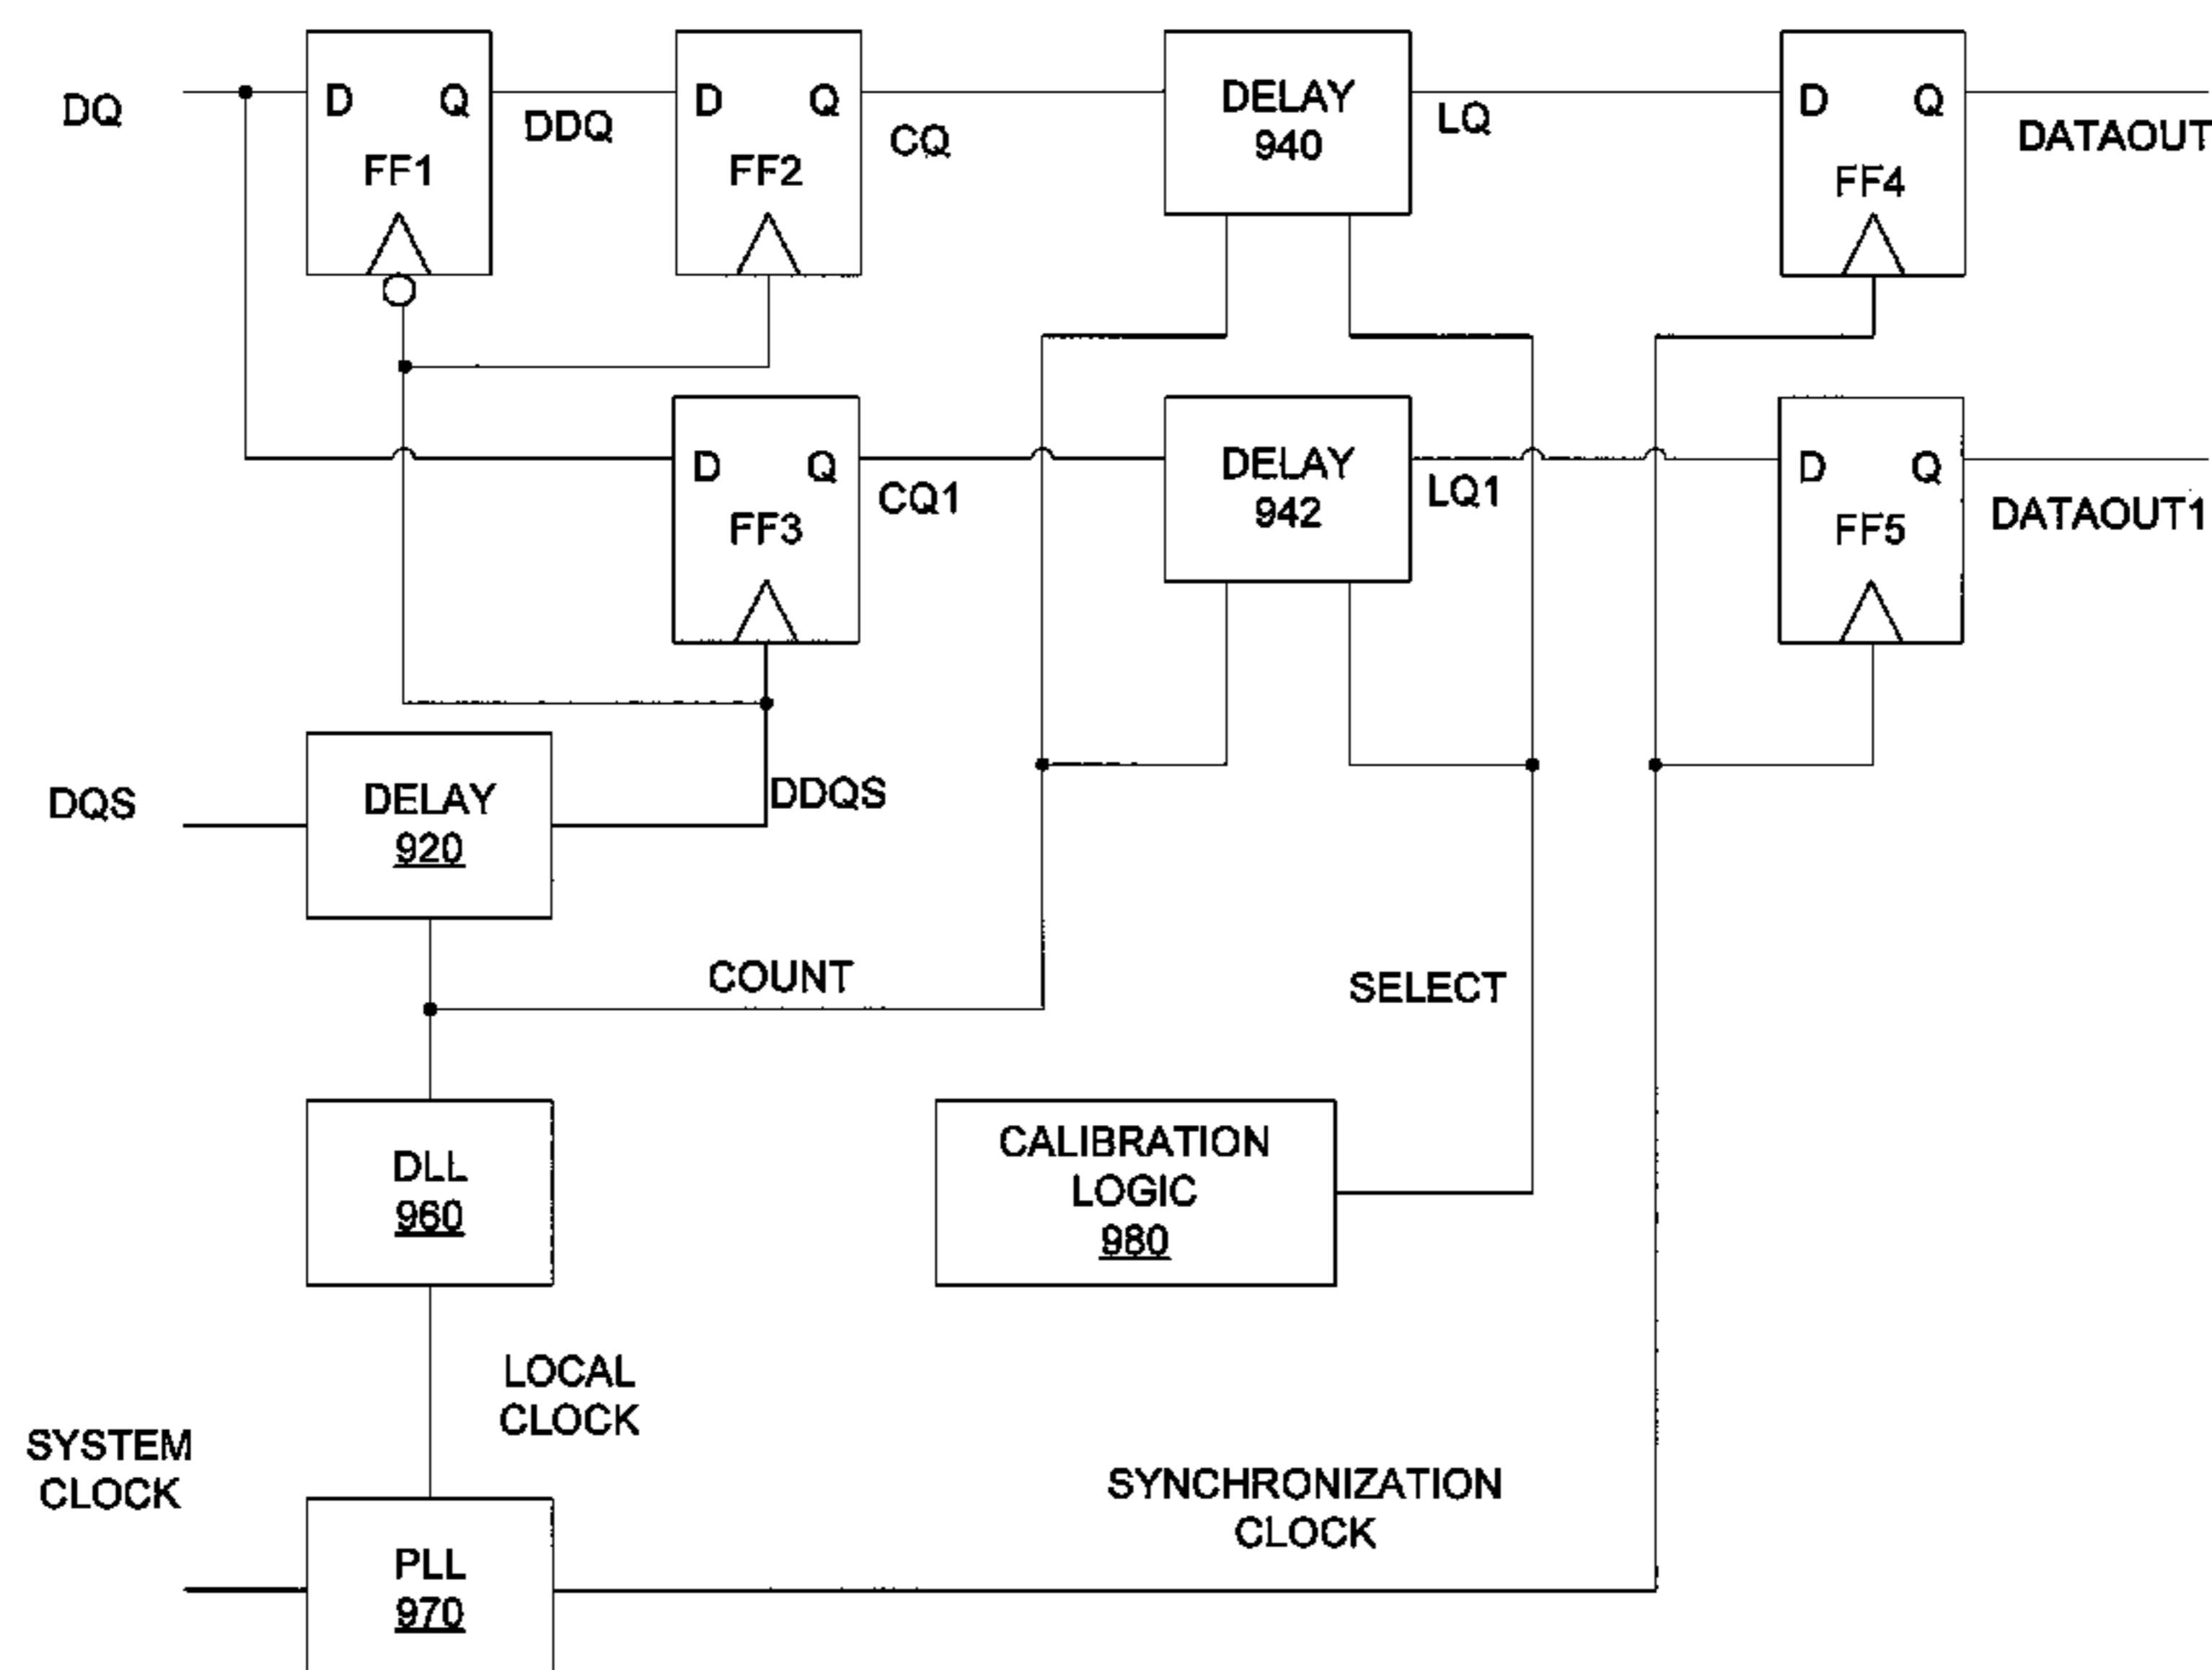 DQ
D Q
FF1
DDQ
D Q
FF2
CQ
DELAY
940
LQ
D Q
FF4
DATAOUT
D Q
FF3
CQ1
DELAY
942
LQ1
D Q
FF5
DATAOUT1
DQS
DELAY
920
DDQS
COUNT
SELECT
DLL
960
CALIBRATION
LOGIC
980
LOCAL
CLOCK
SYSTEM
CLOCK
PLL
970
SYNCHRONIZATION
CLOCK